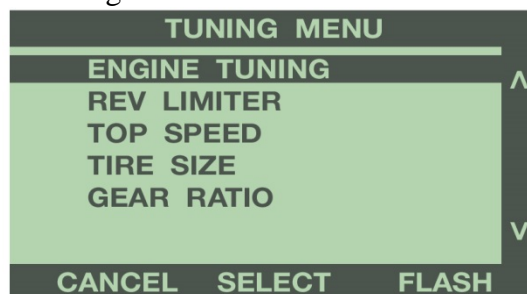 TUNING MENU
ENGINE TUNING
REV LIMITER
TOP SPEED
TIRE SIZE
GEAR RATIO
CANCEL SELECT FLASH